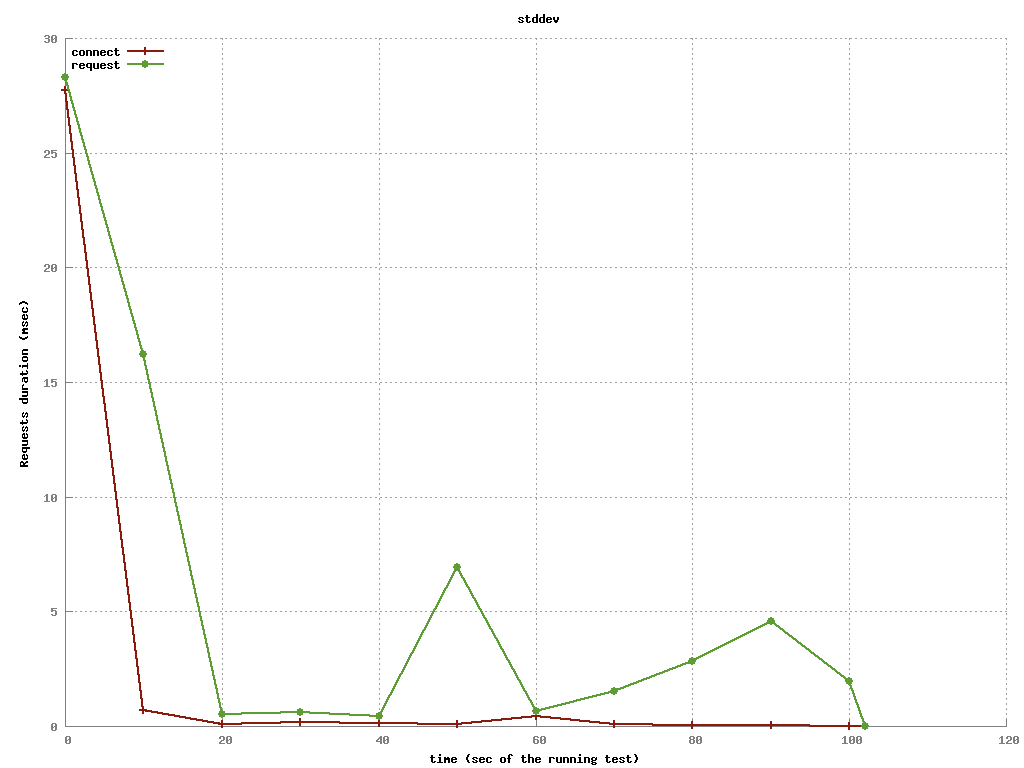 stddev
30
connect
request
25
20
15
10
5
0
Requests duration (msec)
0 20 40 60 80 100 120
time (sec of the running test)